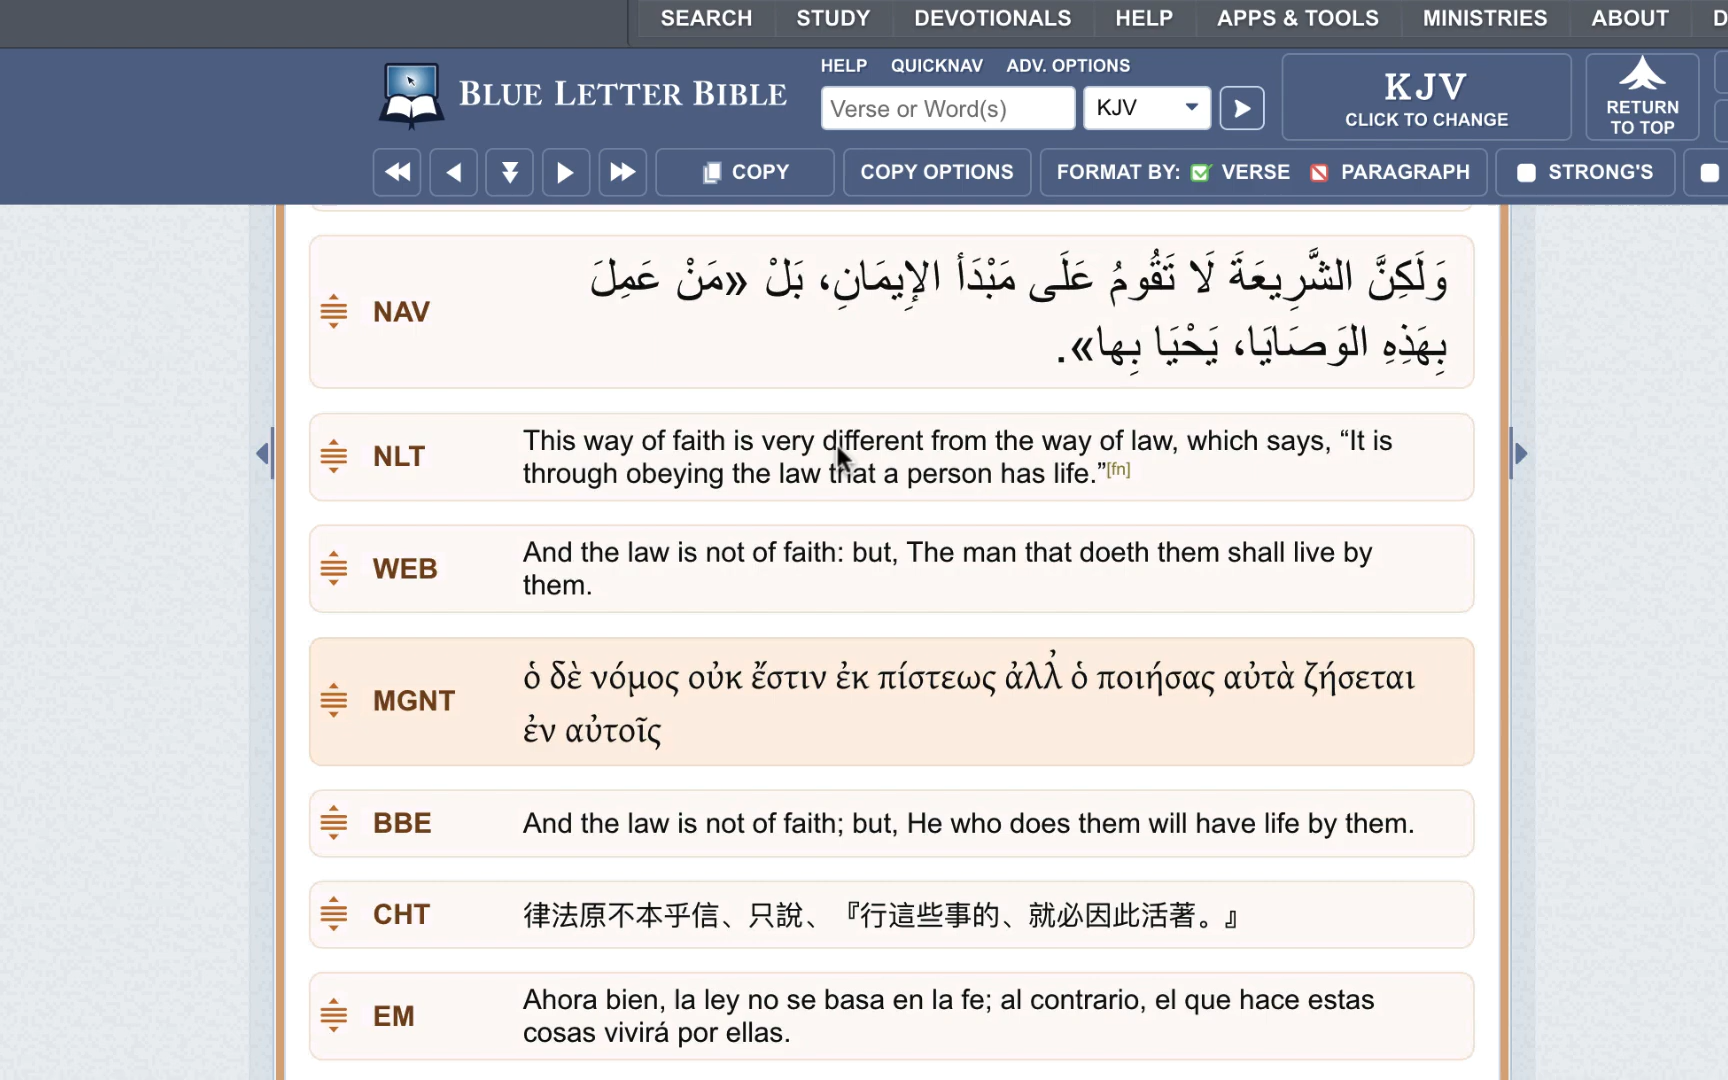 SEARCH STUDY DEVOTIONALS HELP APPS & TOOLS MINISTRIES ABOUT D
BLUE LETTER BIBLE
HELP QUICKNAV ADV. OPTIONS
Verse or Word(s) KJV
KJV
CLICK TO CHANGE
RETURN
TO TOP
COPY COPY OPTIONS FORMAT BY: VERSE PARAGRAPH STRONG'S
NAV
وَلَكِنَّ الشَّرِيعَةَ لَا تَقُومُ عَلَى مَبْدَأ الإِيمَانِ، بَلْ «مَنْ عَمِلَ
بِهَذِهِ الوَصَايَا، يَحْيَا بِها».
NLT
This way of faith is very different from the way of law, which says, “It is
through obeying the law that a person has life.”[fn]
WEB
And the law is not of faith: but, The man that doeth them shall live by
them.
MGNT
ὁ δὲ νόμος οὐκ ἔστιν ἐκ πίστεως ἀλλ᾽ ὁ ποιήσας αὐτὰ ζήσεται
ἐν αὐτοῖς
BBE
And the law is not of faith; but, He who does them will have life by them.
CHT
律法原不本乎信、只說、『行這些事的、就必因此活著。』
EM
Ahora bien, la ley no se basa en la fe; al contrario, el que hace estas
cosas vivirá por ellas.